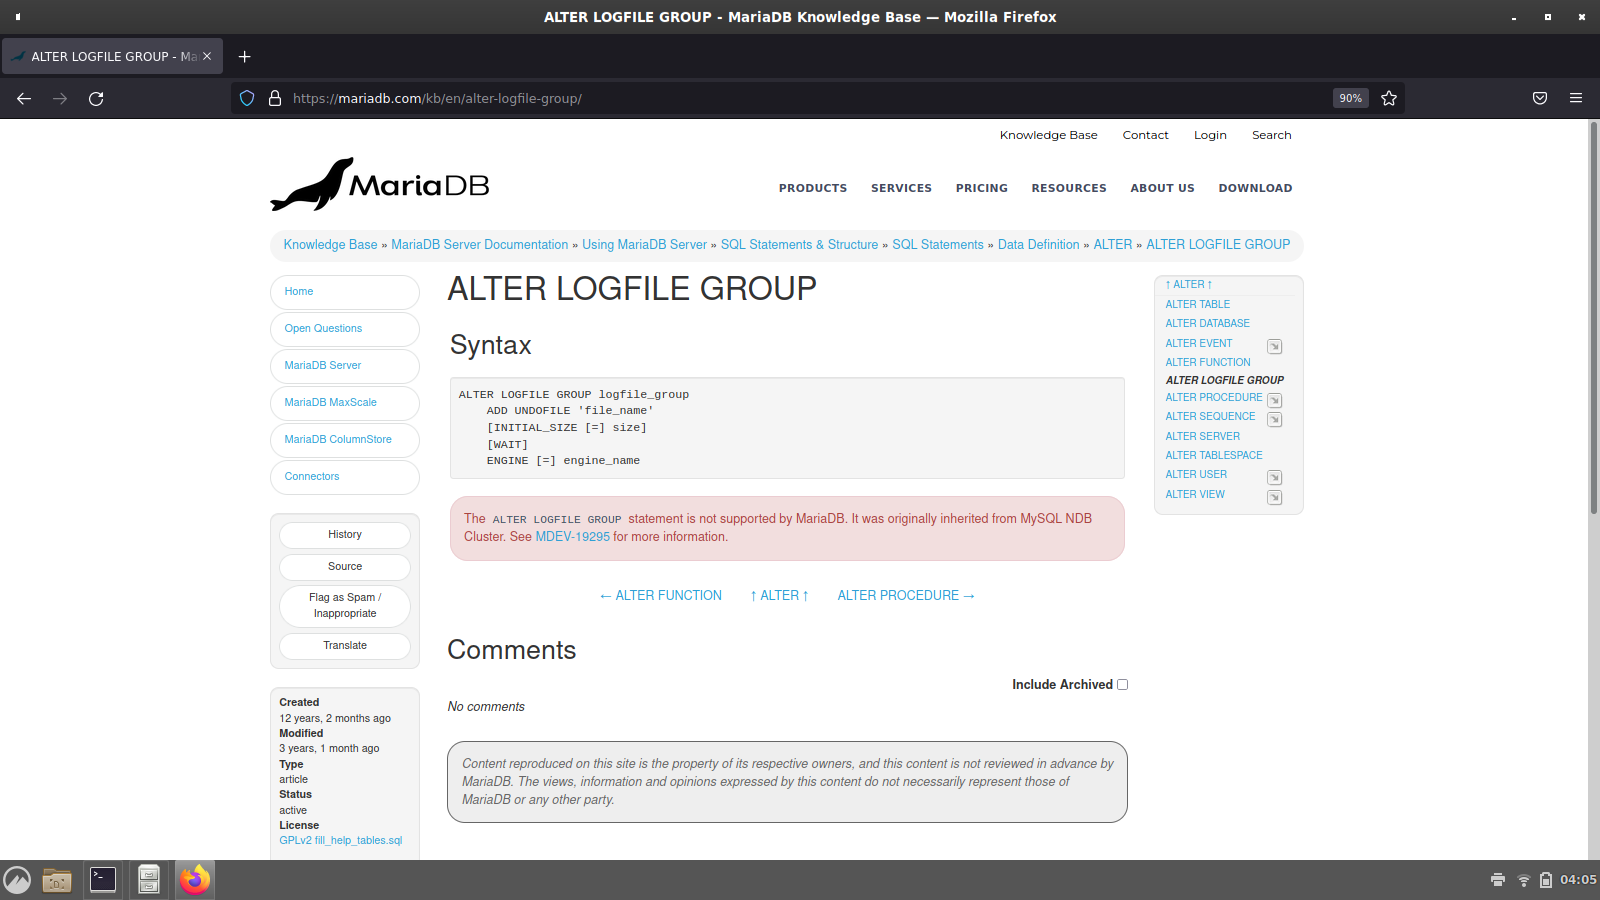 ALTER LOGFILE GROUP - MariaDB Knowledge Base — Mozilla Firefox
ALTER LOGFILE GROUP - Ma
https://mariadb.com/kb/en/alter-logfile-group/
90%
Knowledge Base Contact Login Search
MariaDB
PRODUCTS SERVICES PRICING RESOURCES ABOUT US DOWNLOAD
Knowledge Base » MariaDB Server Documentation » Using MariaDB Server » SQL Statements & Structure » SQL Statements » Data Definition » ALTER » ALTER LOGFILE GROUP
Home
Open Questions
MariaDB Server
MariaDB MaxScale
MariaDB ColumnStore
Connectors
History
Source
Flag as Spam /
Inappropriate
Translate
Created
12 years, 2 months ago
Modified
3 years, 1 month ago
Type
article
Status
active
License
GPLv2 fill_help_tables.sql
ALTER LOGFILE GROUP
Syntax
ALTER LOGFILE GROUP logfile_group
ADD UNDOFILE 'file_name'
[INITIAL_SIZE [=] size]
[WAIT]
ENGINE [=] engine_name
The ALTER LOGFILE GROUP statement is not supported by MariaDB. It was originally inherited from MySQL NDB
Cluster. See MDEV-19295 for more information.
← ALTER FUNCTION ↑ ALTER ↑ ALTER PROCEDURE →
Comments
Include Archived
No comments
Content reproduced on this site is the property of its respective owners, and this content is not reviewed in advance by
MariaDB. The views, information and opinions expressed by this content do not necessarily represent those of
MariaDB or any other party.
↑ ALTER ↑
ALTER TABLE
ALTER DATABASE
ALTER EVENT
ALTER FUNCTION
ALTER LOGFILE GROUP
ALTER PROCEDURE
ALTER SEQUENCE
ALTER SERVER
ALTER TABLESPACE
ALTER USER
ALTER VIEW
04:05